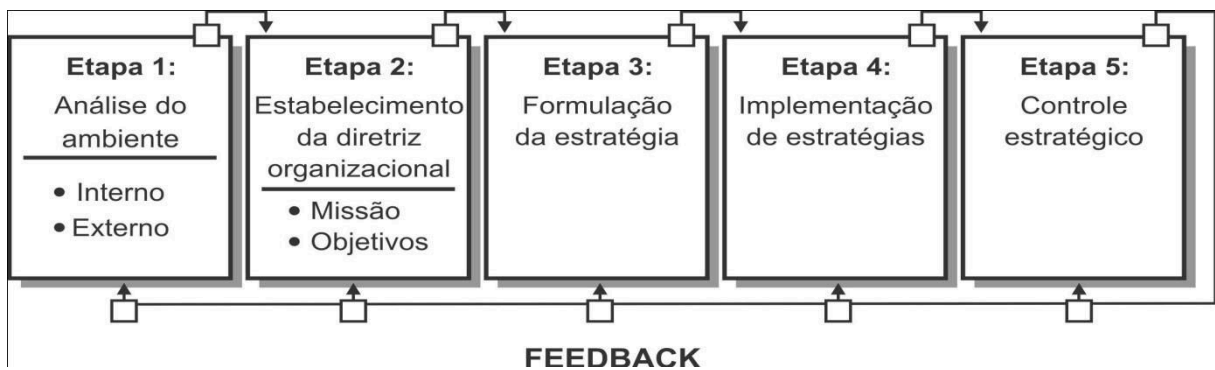 Etapa 1:
Análise do
ambiente
• Interno
• Externo
Etapa 2:
Estabelecimento
da diretriz
organizacional
• Missão
• Objetivos
Etapa 3:
Formulação
da estratégia
Etapa 4:
Implementação
de estratégias
Etapa 5:
Controle
estratégico
FEEDBACK